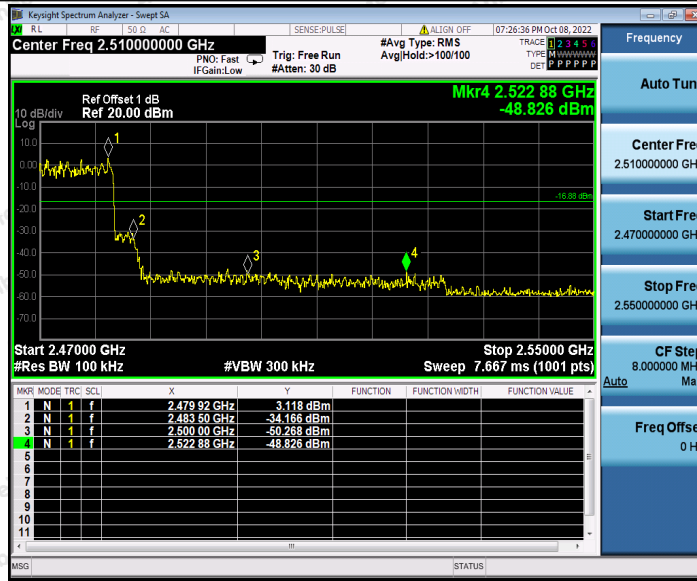 Keysight Spectrum Analyzer - Swept SA
RL RF 50 Ω AC SENSE:PULSE ALIGN OFF 07:26:36 PM Oct 08, 2022
Center Freq 2.510000000 GHz
PNO: Fast
IFGain:Low
Trig: Free Run
#Atten: 30 dB
#Avg Type: RMS
Avg|Hold:>100/100
TRACE 1 2 3 4 5 6
TYPE M WWWWW
DET P P P P P P
Frequency
Mkr4 2.522 88 GHz
-48.826 dBm
Ref Offset 1 dB
10 dB/div Ref 20.00 dBm
Log
10.0
0.00
-10.0
-20.0
-30.0
-40.0
-50.0
-60.0
-70.0
1
2
3
4
-16.88 dBm
Start 2.47000 GHz Stop 2.55000 GHz
#Res BW 100 kHz #VBW 300 kHz Sweep 7.667 ms (1001 pts)
MKR MODE TRC SCL X Y FUNCTION FUNCTION WIDTH FUNCTION VALUE
1 N 1 f 2.479 92 GHz 3.118 dBm
2 N 1 f 2.483 50 GHz -34.166 dBm
3 N 1 f 2.500 00 GHz -50.268 dBm
4 N 1 f 2.522 88 GHz -48.826 dBm
5
6
7
8
9
10
11
MSG STATUS
Auto Tun
Center Fre
2.510000000 GH
Start Fre
2.470000000 GH
Stop Fre
2.550000000 GH
CF Ste
8.000000 MH
Auto Ma
Freq Offse
0 H